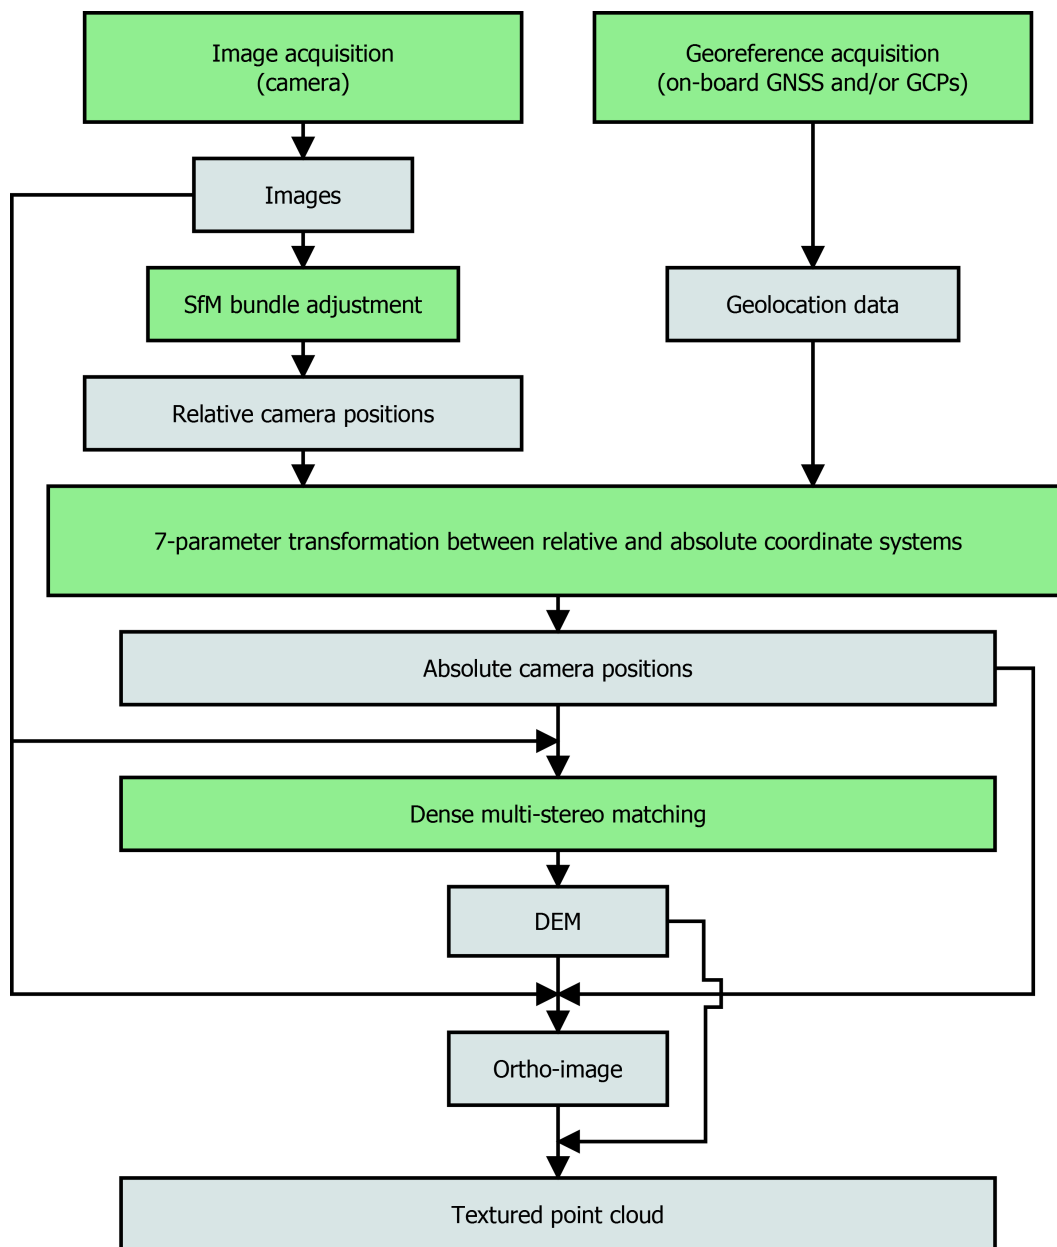 Image acquisition
(camera)
Georeference acquisition
(on-board GNSS and/or GCPs)
Images
SfM bundle adjustment
Geolocation data
Relative camera positions
7-parameter transformation between relative and absolute coordinate systems
Absolute camera positions
Dense multi-stereo matching
DEM
Ortho-image
Textured point cloud